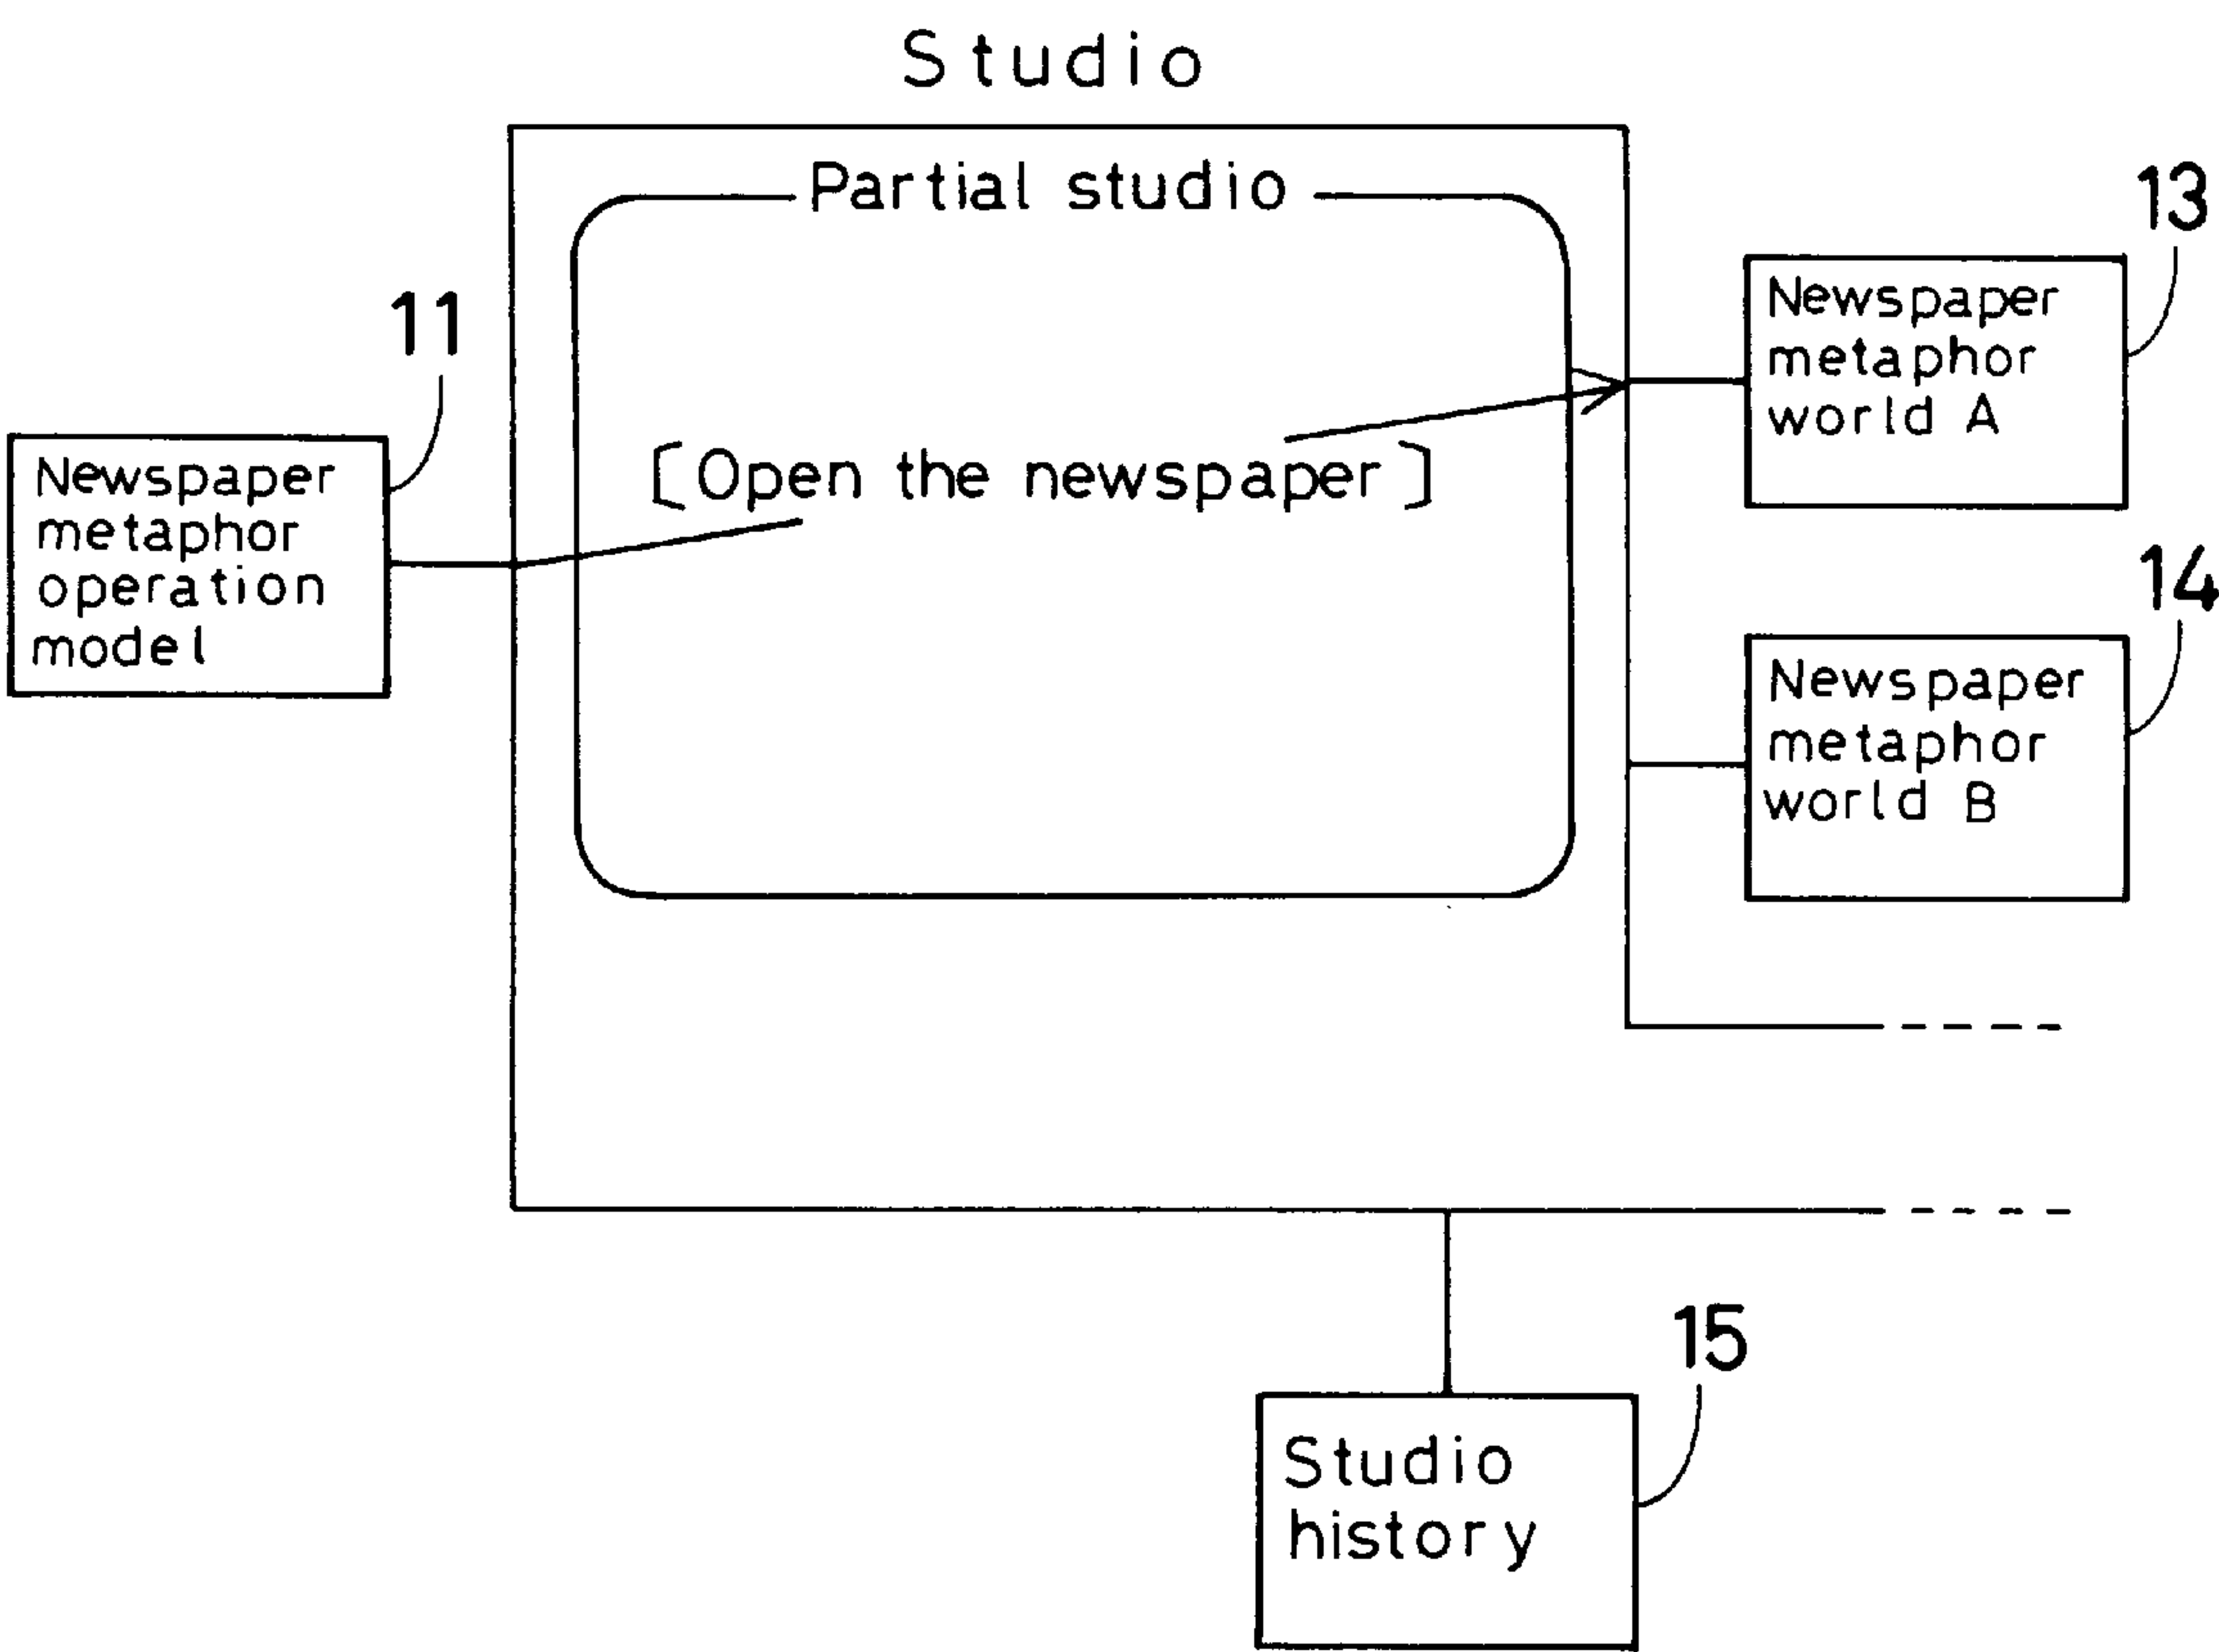 Studio
Partial studio
13
11
Newspaper
metaphor
world A
Newspaper
metaphor
operation
model
[Open the newspaper]
14
Newspaper
metaphor
world B
15
Studio
history